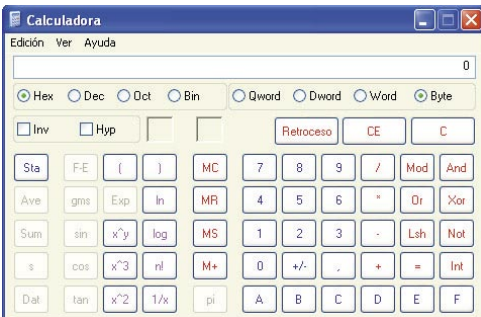 Calculadora
Edición Ver Ayuda
0
Hex Dec Oct Bin Qword Dword Word Byte
Inv Hyp Retroceso CE C
Sta F-E ( ) MC 7 8 9 / Mod And
Ave gms Exp ln MR 4 5 6 * Or Xor
Sum sin x^y log MS 1 2 3 - Lsh Not
s cos x^3 n! M+ 0 +/- , + = Int
Dat tan x^2 1/x pi A B C D E F